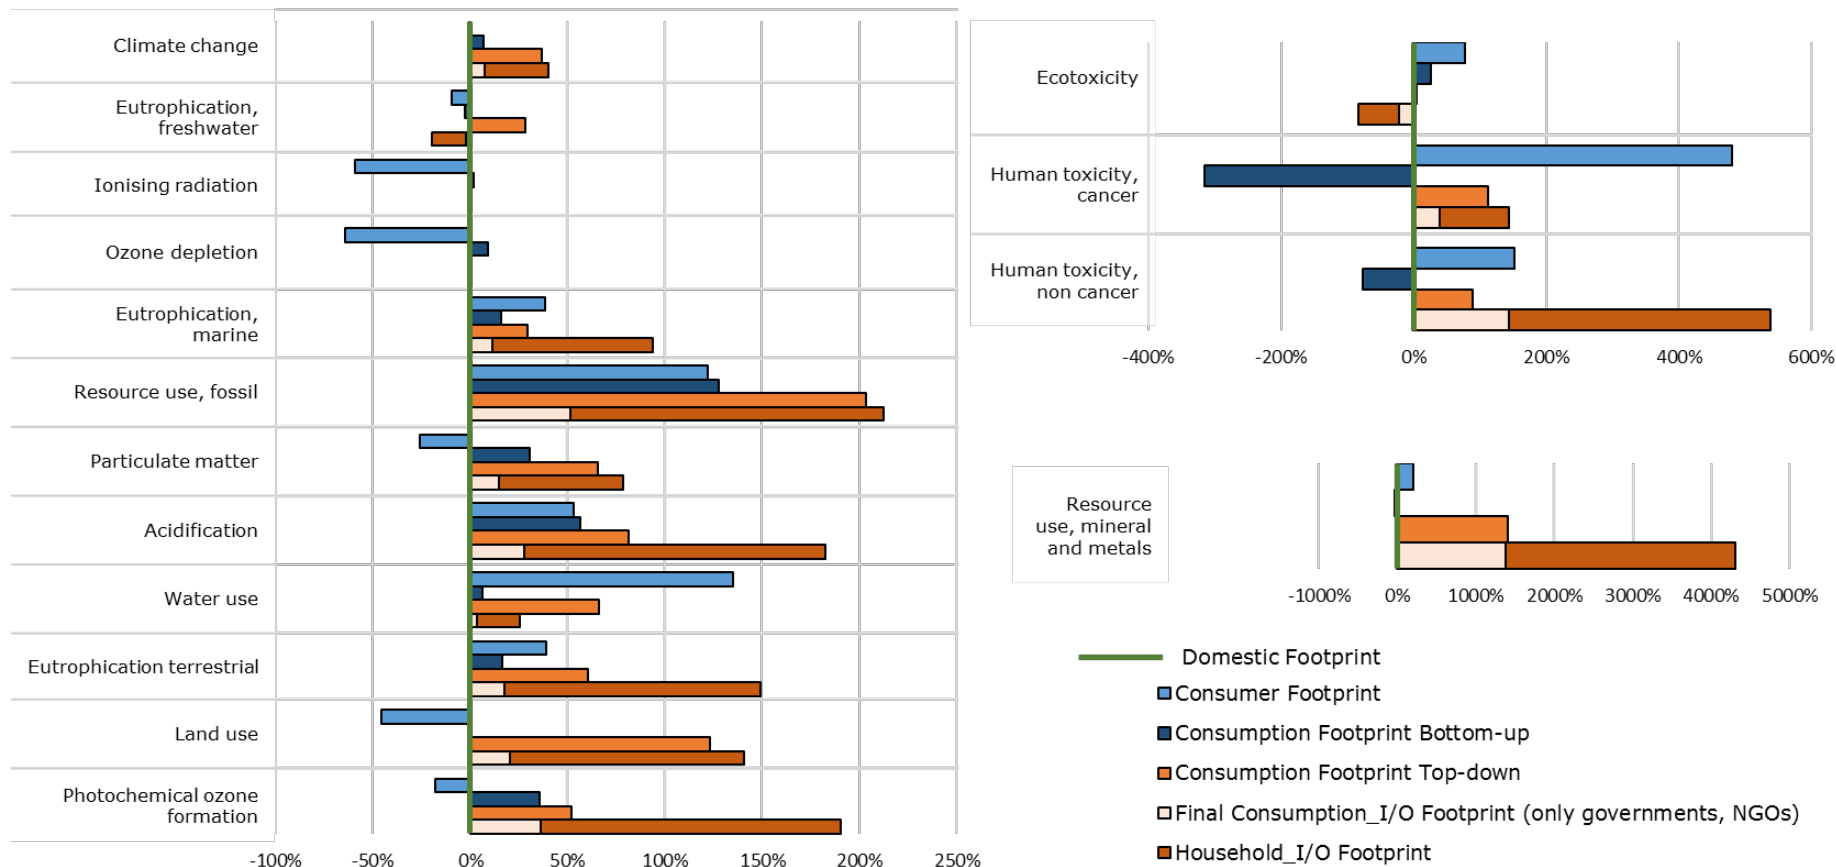 Climate change
Eutrophication,
freshwater
Ionising radiation
Ozone depletion
Eutrophication,
marine
Resource use, fossil
Particulate matter
Acidification
Water use
Eutrophication terrestrial
Land use
Photochemical ozone
formation
-100% -50% 0% 50% 100% 150% 200% 250%
Ecotoxicity
Human toxicity,
cancer
Human toxicity,
non cancer
-400% -200% 0% 200% 400% 600%
Resource
use, mineral
and metals
-1000% 0% 1000% 2000% 3000% 4000% 5000%
Domestic Footprint
Consumer Footprint
Consumption Footprint Bottom-up
Consumption Footprint Top-down
Final Consumption_I/O Footprint (only governments, NGOs)
Household_I/O Footprint